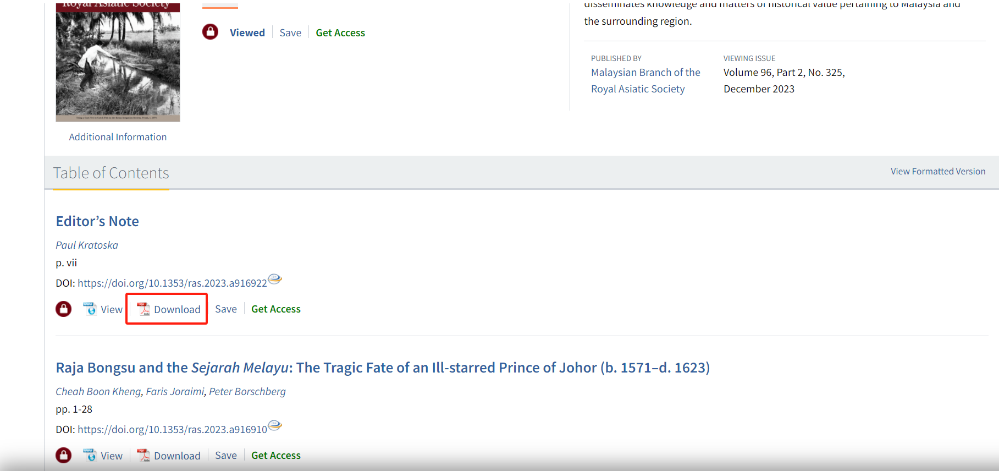 Royal Asiatic Society
Viewed
Save
Get Access
disseminates knowledge and matters of historical value pertaining to Malaysia and
the surrounding region.
PUBLISHED BY
Malaysian Branch of the
Royal Asiatic Society
VIEWING ISSUE
Volume 96, Part 2, No. 325,
December 2023
Additional Information
Table of Contents
View Formatted Version
Editor’s Note
Paul Kratoska
p. vii
DOI: https://doi.org/10.1353/ras.2023.a916922
View
Download
Save
Get Access
Raja Bongsu and the Sejarah Melayu: The Tragic Fate of an Ill-starred Prince of Johor (b. 1571–d. 1623)
Cheah Boon Kheng, Faris Joraimi, Peter Borschberg
pp. 1-28
DOI: https://doi.org/10.1353/ras.2023.a916910
View
Download
Save
Get Access